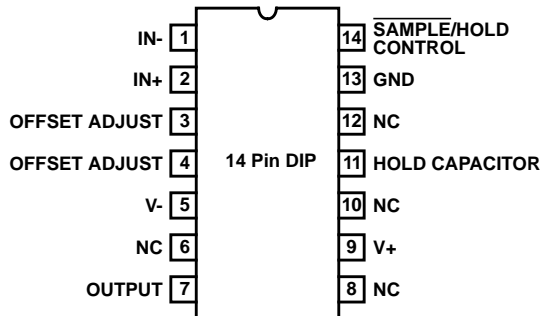 IN- 1
IN+ 2
OFFSET ADJUST 3
OFFSET ADJUST 4
V- 5
NC 6
OUTPUT 7
14 Pin DIP
14 SAMPLE/HOLD
CONTROL
13 GND
12 NC
11 HOLD CAPACITOR
10 NC
9 V+
8 NC